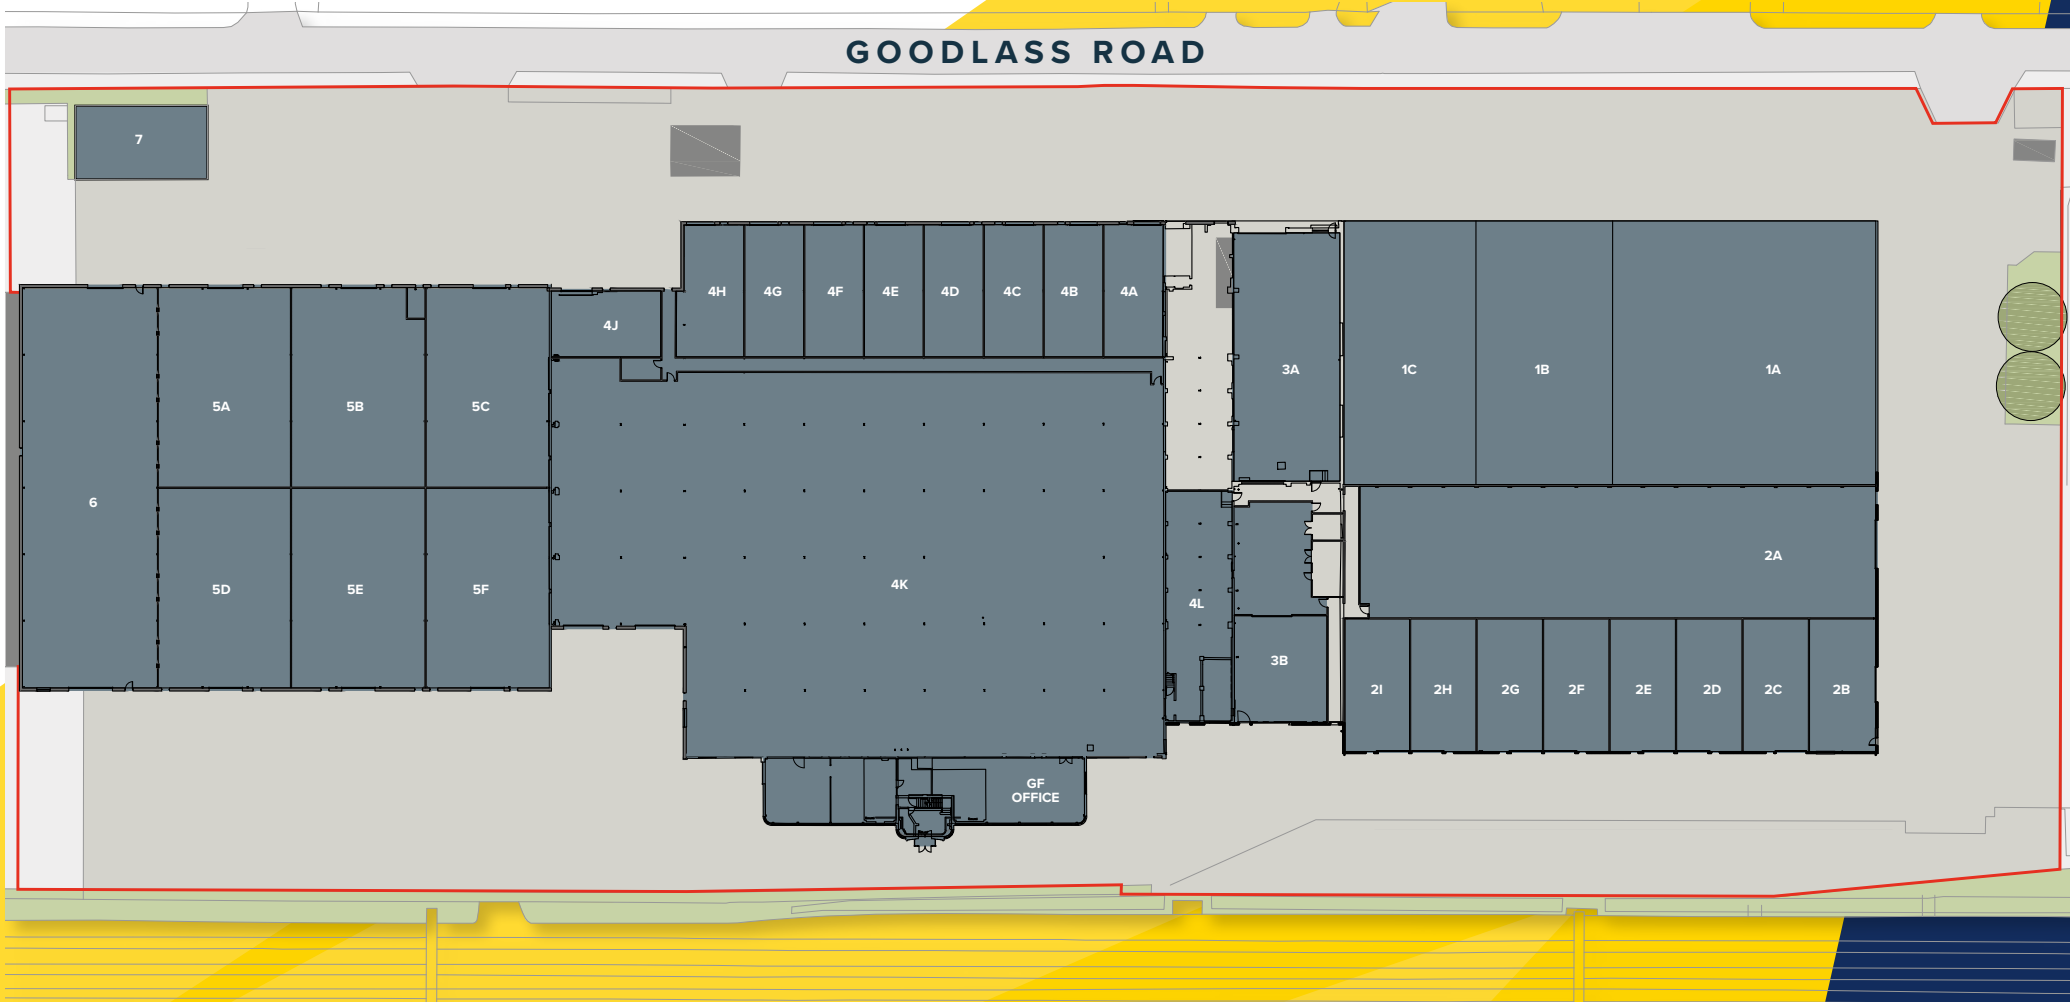 GOODLASS ROAD
7
4H 4G 4F 4E 4D 4C 4B 4A
4J
3A
1C 1B 1A
5A 5B 5C
6
2A
4K
5D 5E 5F
4L
3B
2I 2H 2G 2F 2E 2D 2C 2B
GF
OFFICE